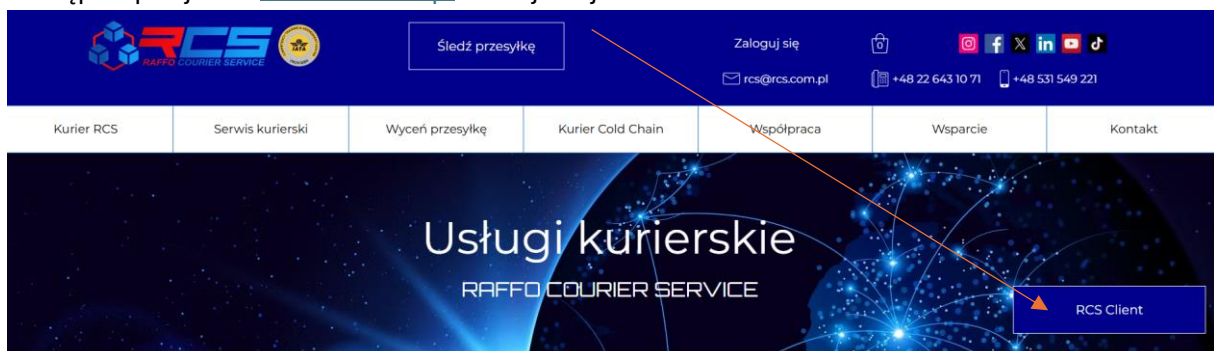 RCS
RAFFO COURIER SERVICE
IATA
Śledź przesyłkę
Zaloguj się
0
rcs@rcs.com.pl
+48 22 643 10 71
+48 531 549 221
Kurier RCS
Serwis kurierski
Wyceń przesyłkę
Kurier Cold Chain
Współpraca
Wsparcie
Kontakt
Usługi kurierskie
RAFFO COURIER SERVICE
RCS Client